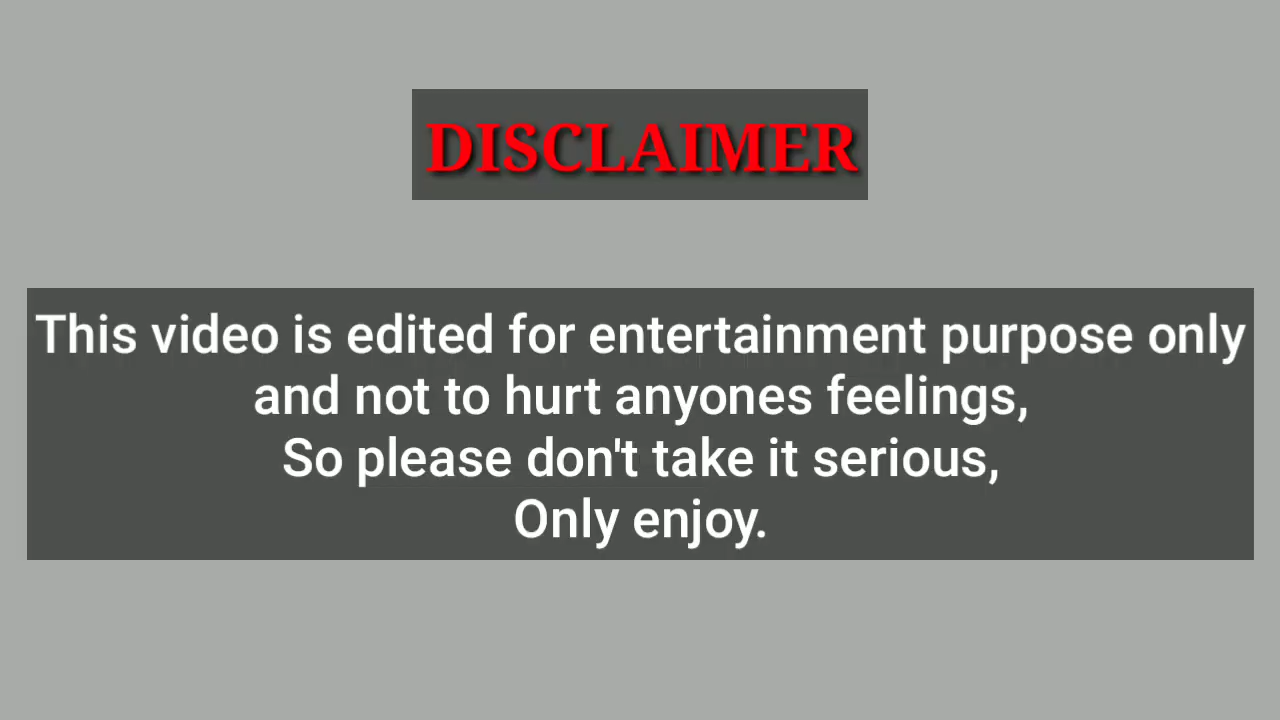 DISCLAIMER
This video is edited for entertainment purpose only
and not to hurt anyones feelings,
So please don't take it serious,
Only enjoy.